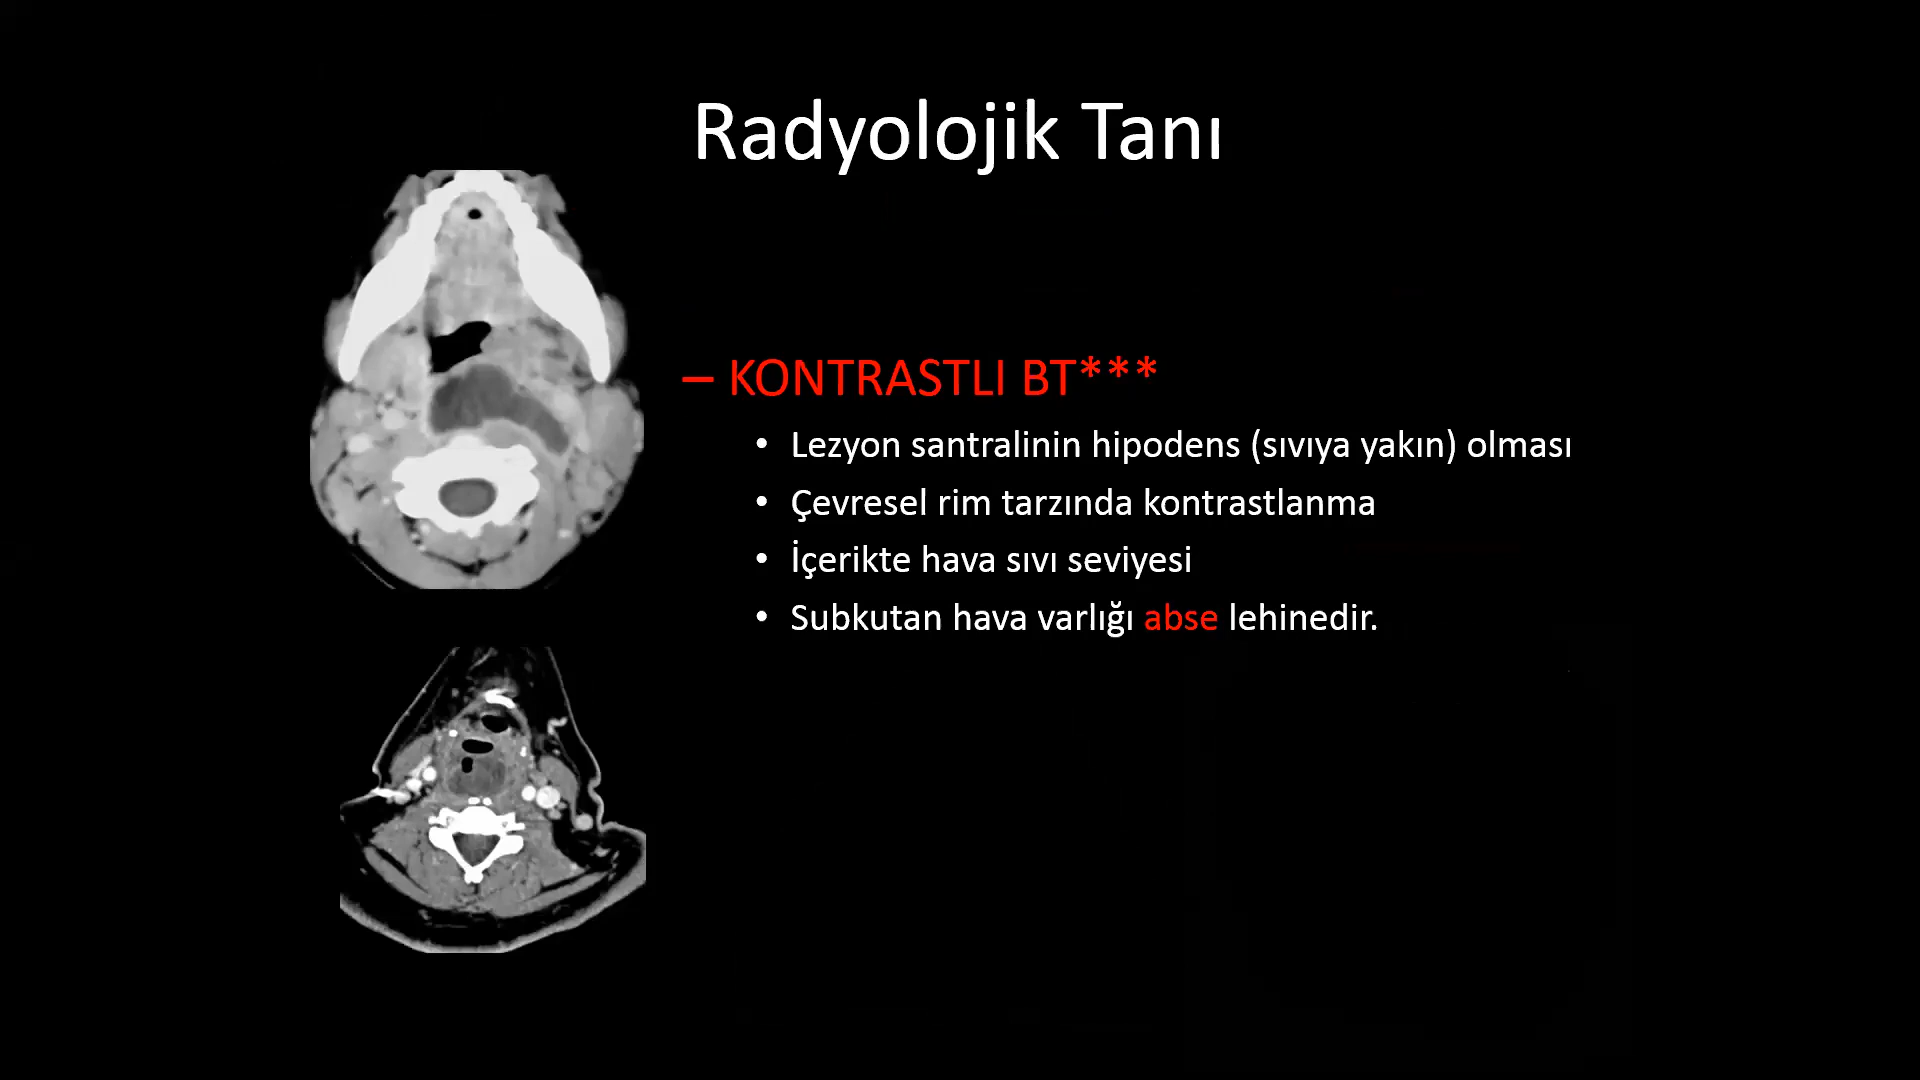 Radyolojik Tanı
– KONTRASTLI BT***
• Lezyon santralinin hipodens (sıvıya yakın) olması
• Çevresel rim tarzında kontrastlanma
• İçerikte hava sıvı seviyesi
• Subkutan hava varlığı abse lehinedir.